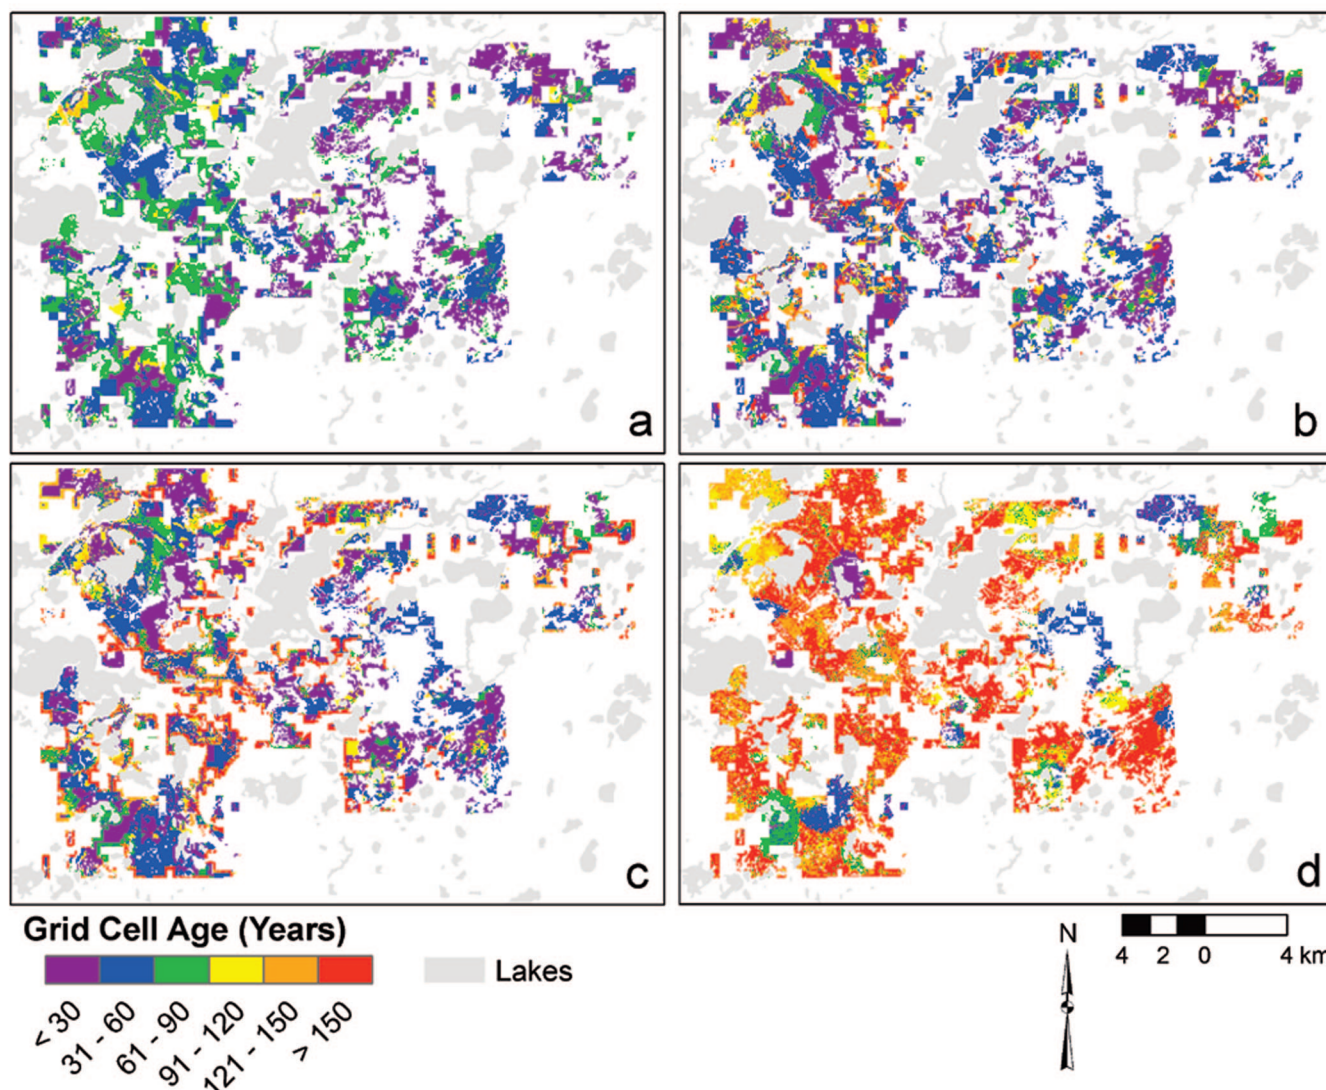 a
b
c
d
Grid Cell Age (Years)
< 30
31 - 60
61 - 90
91 - 120
121 - 150
> 150
Lakes
N
4 2 0 4 km